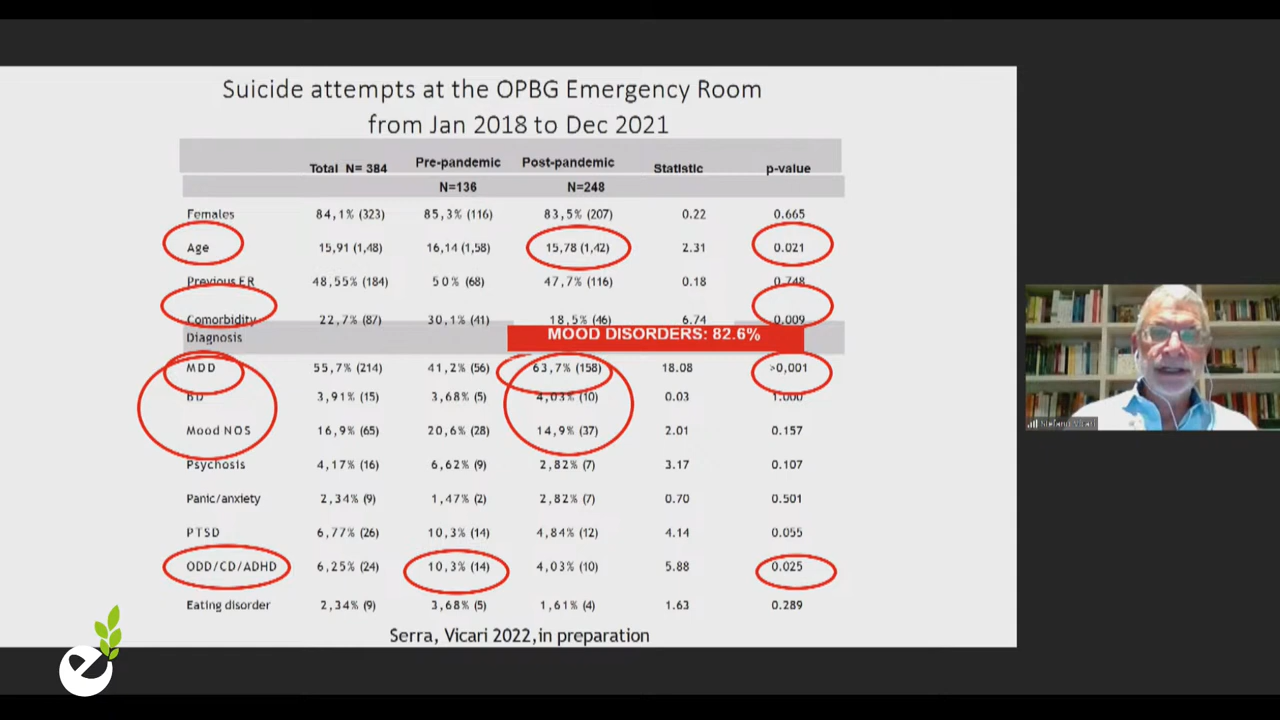 Suicide attempts at the OPBG Emergency Room
from Jan 2018 to Dec 2021
Total N= 384 Pre-pandemic Post-pandemic Statistic p-value
N=136 N=248
Females 84,1% (323) 85,3% (116) 83,5% (207) 0.22 0.665
Age 15,91 (1,48) 16,14 (1,58) 15,78 (1,42) 2.31 0.021
Previous ER 48,55% (184) 50% (68) 47,7% (116) 0.18 0.748
Comorbidity 22,7% (87) 30,1% (41) 18,5% (46) 6.74 0.009
Diagnosis MOOD DISORDERS: 82.6%
MDD 55,7% (214) 41,2% (56) 63,7% (158) 18.08 >0,001
BD 3,91% (15) 3,68% (5) 4,03% (10) 0.03 1.000
Mood NOS 16,9% (65) 20,6% (28) 14,9% (37) 2.01 0.157
Psychosis 4,17% (16) 6,62% (9) 2,82% (7) 3.17 0.107
Panic/anxiety 2,34% (9) 1,47% (2) 2,82% (7) 0.70 0.501
PTSD 6,77% (26) 10,3% (14) 4,84% (12) 4.14 0.055
ODD/CD/ADHD 6,25% (24) 10,3% (14) 4,03% (10) 5.88 0.025
Eating disorder 2,34% (9) 3,68% (5) 1,61% (4) 1.63 0.289
Serra, Vicari 2022,in preparation
Stefano Vicari
e